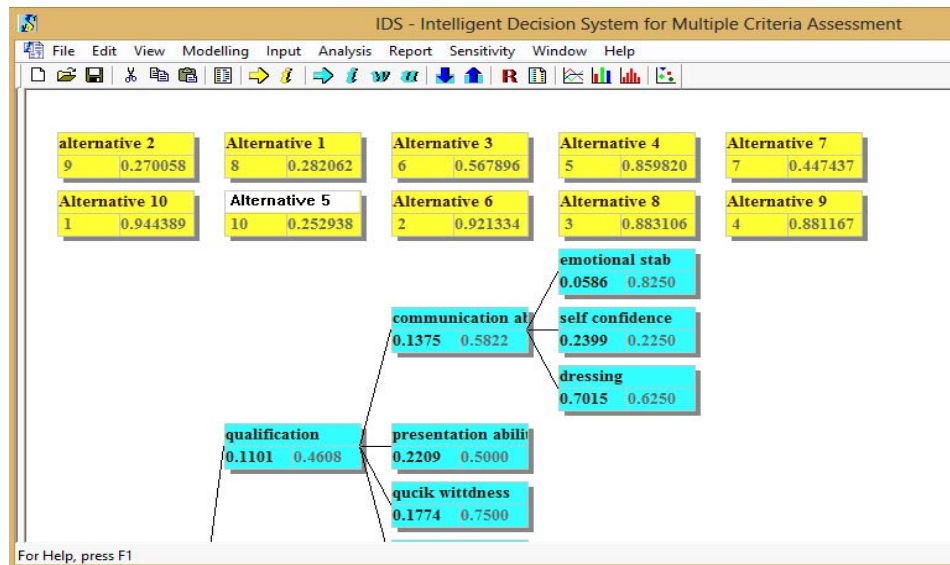 IDS - Intelligent Decision System for Multiple Criteria Assessment
File Edit View Modelling Input Analysis Report Sensitivity Window Help
alternative 2 Alternative 1 Alternative 3 Alternative 4 Alternative 7
9 0.270058 8 0.282062 6 0.567896 5 0.859820 7 0.447437
Alternative 10 Alternative 5 Alternative 6 Alternative 8 Alternative 9
1 0.944389 10 0.252938 2 0.921334 3 0.883106 4 0.881167
emotional stab
0.0586 0.8250
communication ab
0.1375 0.5822
self confidence
0.2399 0.2250
dressing
0.7015 0.6250
qualification
0.1101 0.4608
presentation abili
0.2209 0.5000
qucik wittdness
0.1774 0.7500
For Help, press F1